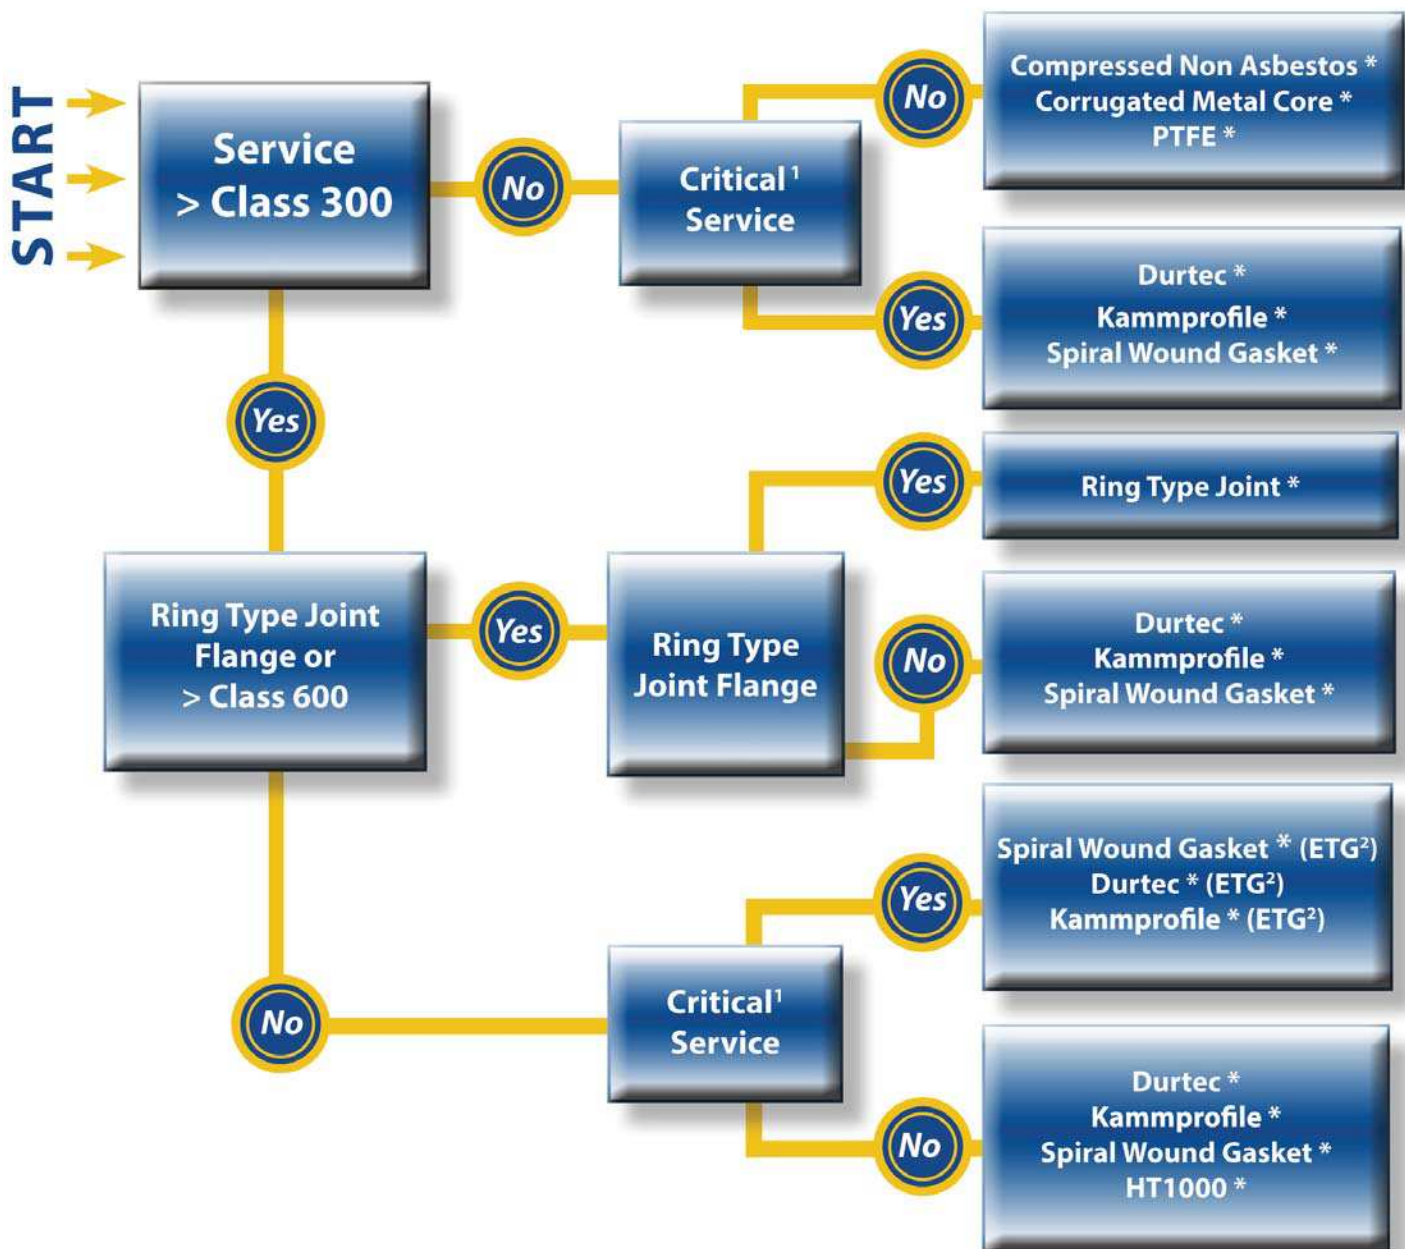 START
Service
> Class 300
No
Critical ¹
Service
No
Compressed Non Asbestos *
Corrugated Metal Core *
PTFE *
Yes
Durtec *
Kammprofile *
Spiral Wound Gasket *
Yes
Ring Type Joint
Flange or
> Class 600
Yes
Ring Type
Joint Flange
Yes
Ring Type Joint *
No
Durtec *
Kammprofile *
Spiral Wound Gasket *
No
Critical¹
Service
Yes
Spiral Wound Gasket * (ETG²)
Durtec * (ETG²)
Kammprofile * (ETG²)
No
Durtec *
Kammprofile *
Spiral Wound Gasket *
HT1000 *